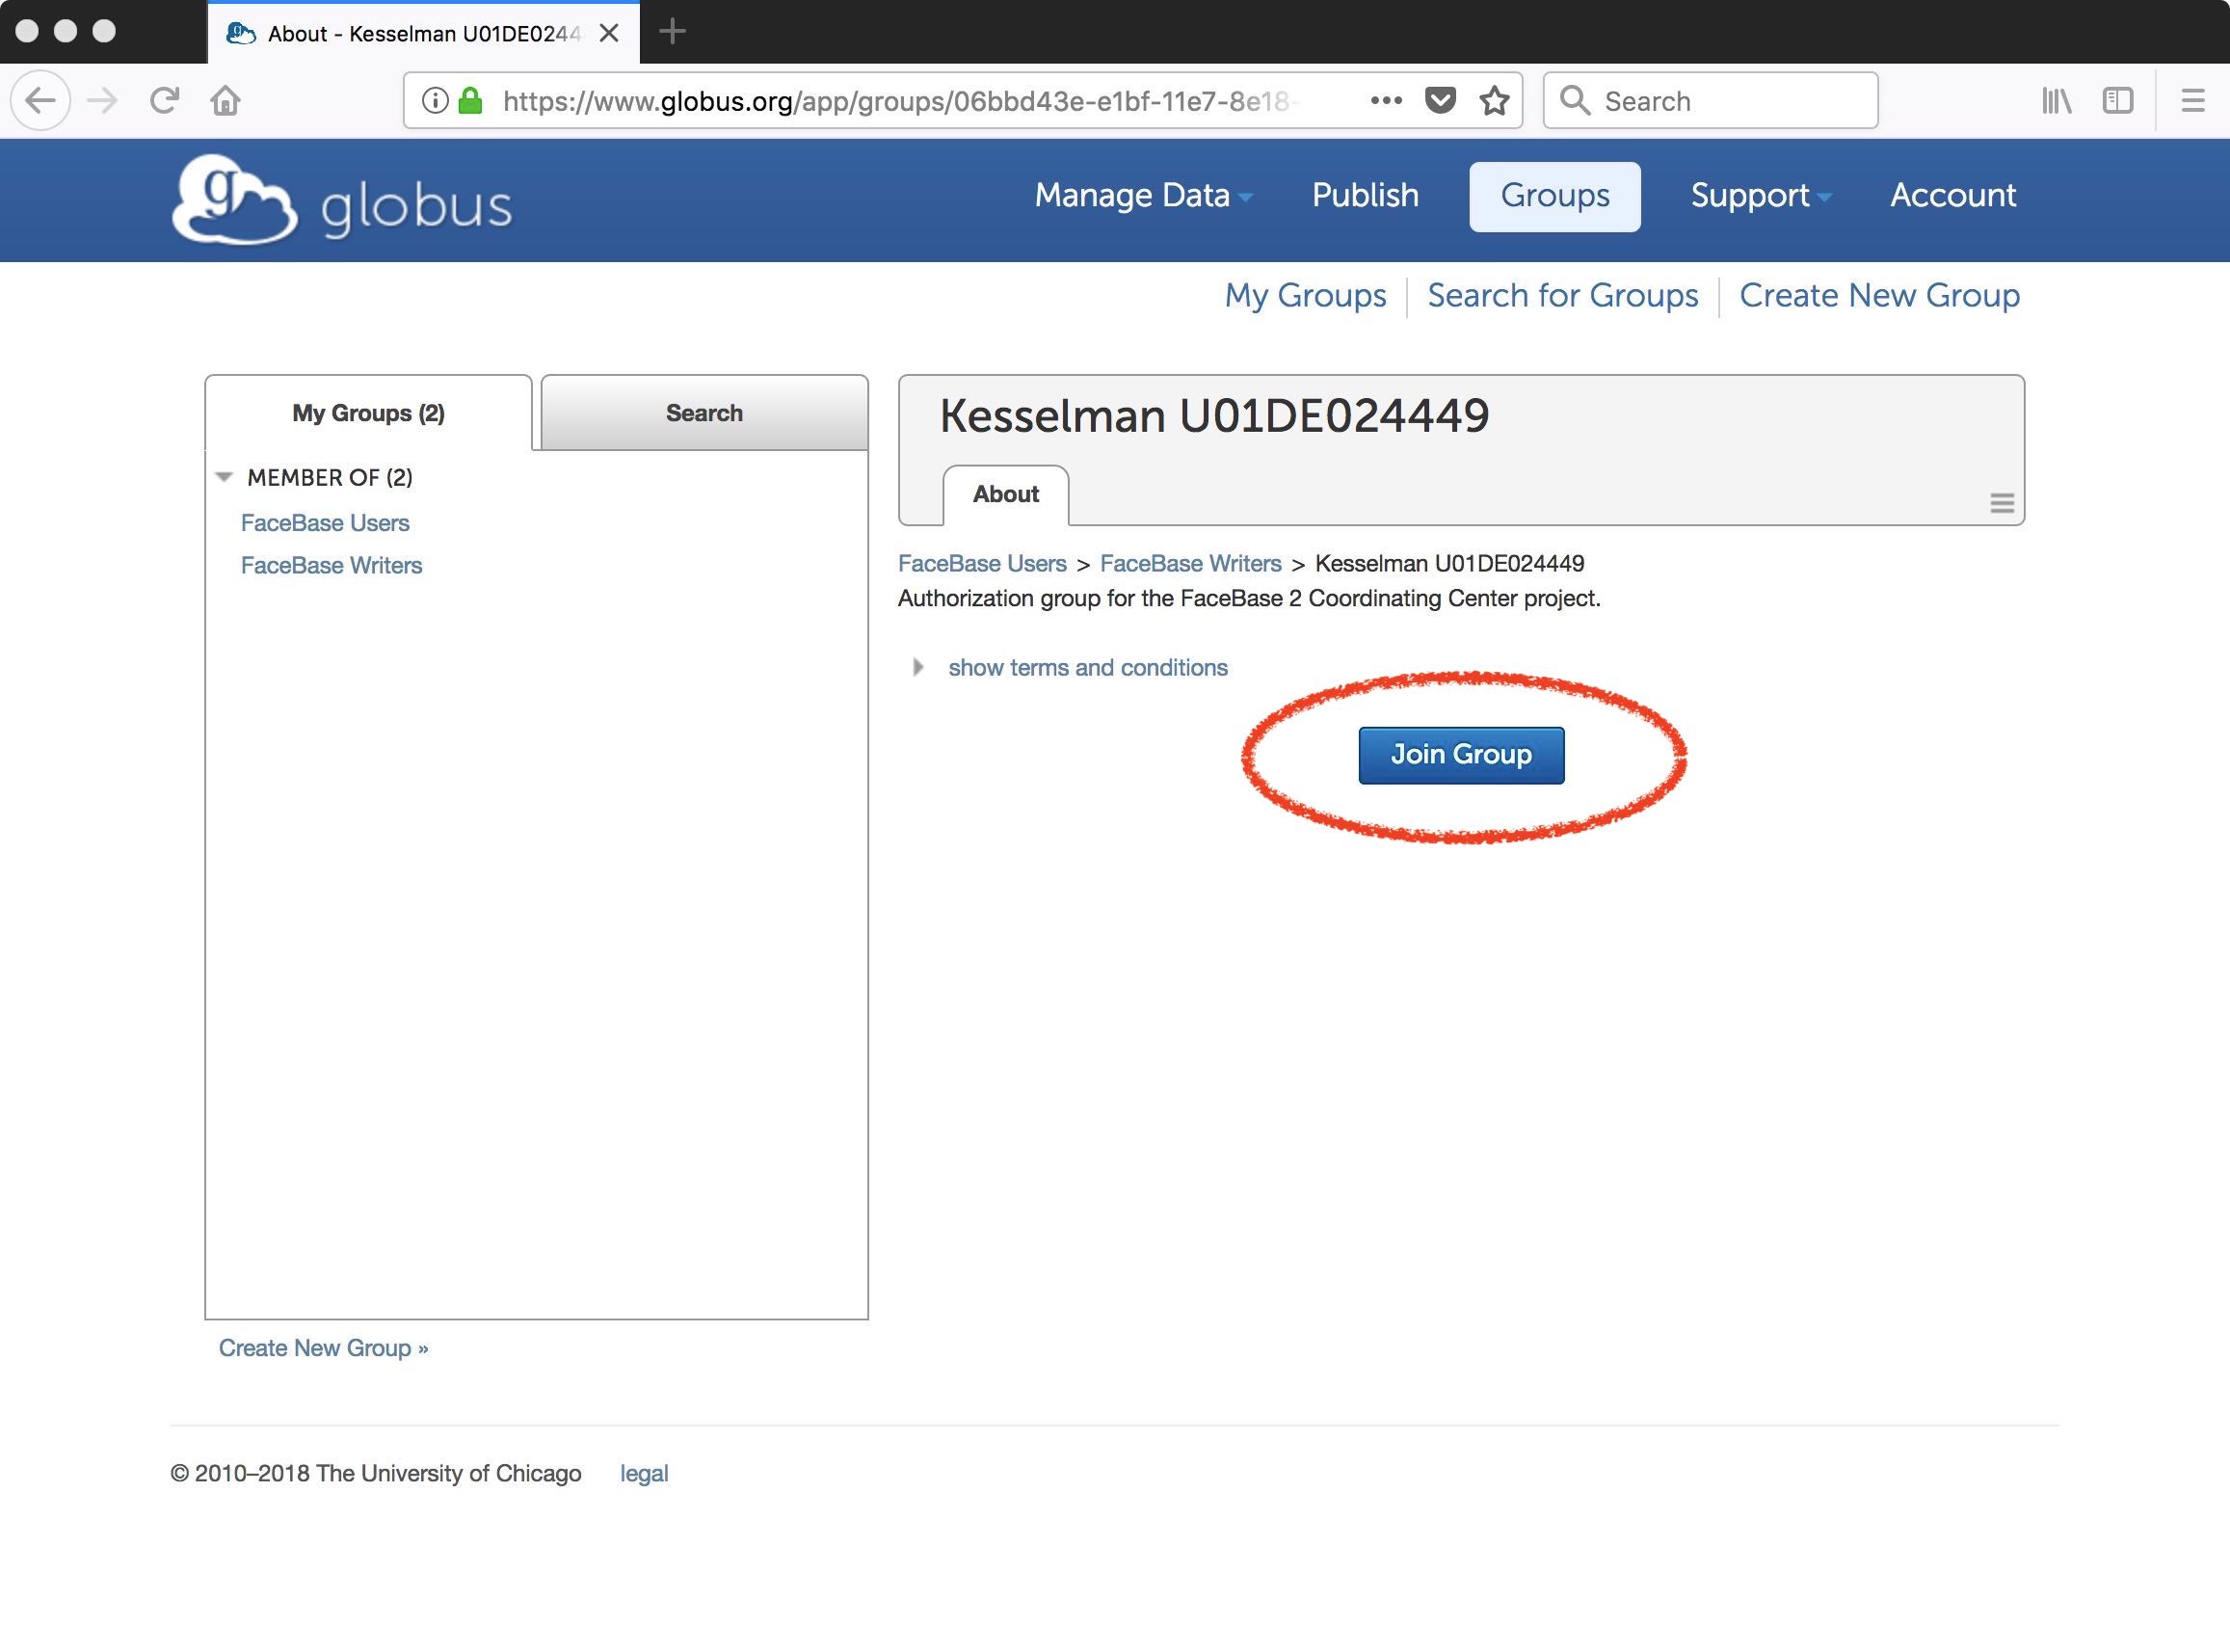 About - Kesselman U01DE0244
https://www.globus.org/app/groups/06bbd43e-e1bf-11e7-8e18-
Search
globus
Manage Data
Publish
Groups
Support
Account
My Groups
Search for Groups
Create New Group
My Groups (2)
Search
MEMBER OF (2)
FaceBase Users
FaceBase Writers
Create New Group »
Kesselman U01DE024449
About
FaceBase Users > FaceBase Writers > Kesselman U01DE024449
Authorization group for the FaceBase 2 Coordinating Center project.
show terms and conditions
Join Group
© 2010–2018 The University of Chicago legal